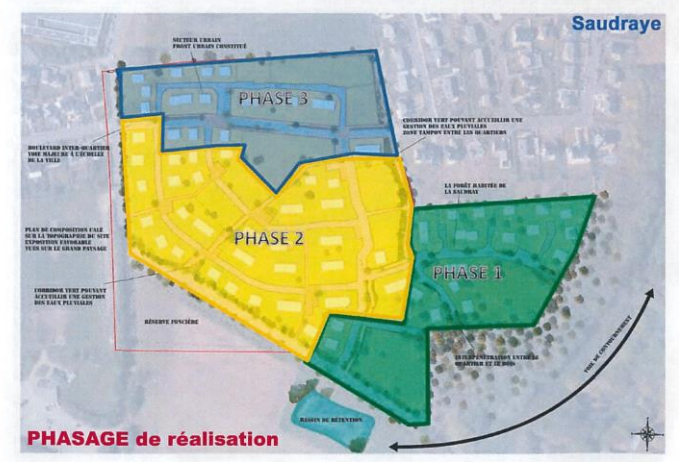 Saudraye
SECTEUR URBAIN
FRONT URBAIN CONSTITUÉ
PHASE 3
CORRIDOR VERT POUVANT ACCUEILLIR UNE
GESTION DES EAUX PLUVIALES
ZONE TAMPON ENTRE LES QUARTIERS
BOULEVARD INTER-QUARTIER
VOIE MAJEURE À L'ÉCHELLE
DE LA VILLE
LA FORÊT HABITÉE DE
LA SAUDRAY
PLAN DE COMPOSITION CALÉ
SUR LA TOPOGRAPHIE DU SITE
EXPOSITION FAVORABLE
VUES SUR LE GRAND PAYSAGE
PHASE 2
PHASE 1
CORRIDOR VERT POUVANT
ACCUEILLIR UNE GESTION
DES EAUX PLUVIALES
RÉSERVE FONCIÈRE
INTERPÉNÉTRATION ENTRE LE
QUARTIER ET LE BOIS
VOIE DE CONTOURNEMENT
BASSIN DE RÉTENTION
PHASAGE de réalisation